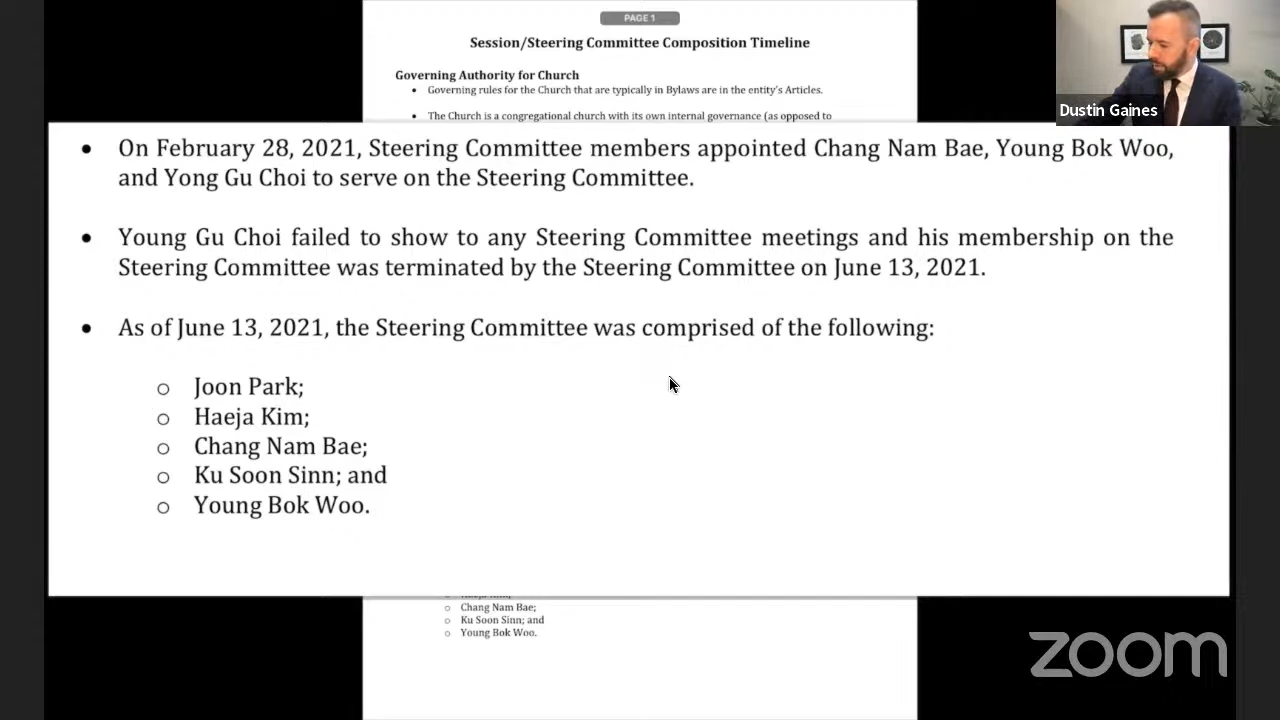 PAGE 1
Session/Steering Committee Composition Timeline
Governing Authority for Church
• Governing rules for the Church that are typically in Bylaws are in the entity's Articles.
• The Church is a congregational church with its own internal governance (as opposed to
Dustin Gaines
• On February 28, 2021, Steering Committee members appointed Chang Nam Bae, Young Bok Woo,
and Yong Gu Choi to serve on the Steering Committee.
• Young Gu Choi failed to show to any Steering Committee meetings and his membership on the
Steering Committee was terminated by the Steering Committee on June 13, 2021.
• As of June 13, 2021, the Steering Committee was comprised of the following:
o Joon Park;
o Haeja Kim;
o Chang Nam Bae;
o Ku Soon Sinn; and
o Young Bok Woo.
o Chang Nam Bae;
o Ku Soon Sinn; and
o Young Bok Woo.
zoom